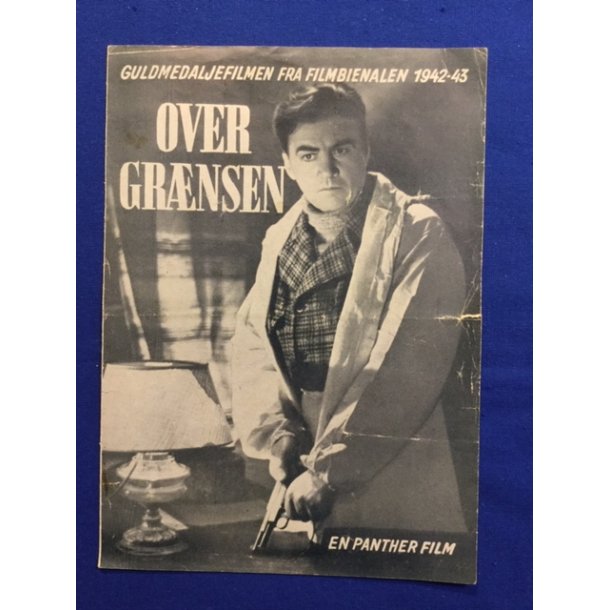 GULDMEDALJEFILMEN FRA FILMBIENALEN 1942-43
OVER
GRÆNSEN
EN PANTHER FILM